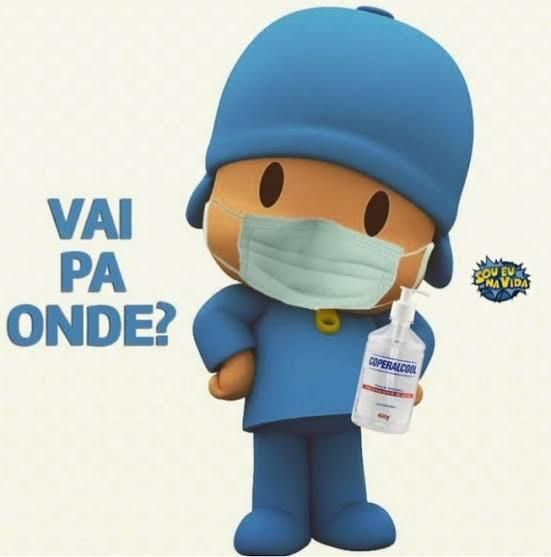 VAI
PA
ONDE?
SOU EU
NA VIDA
COPERALCOOL